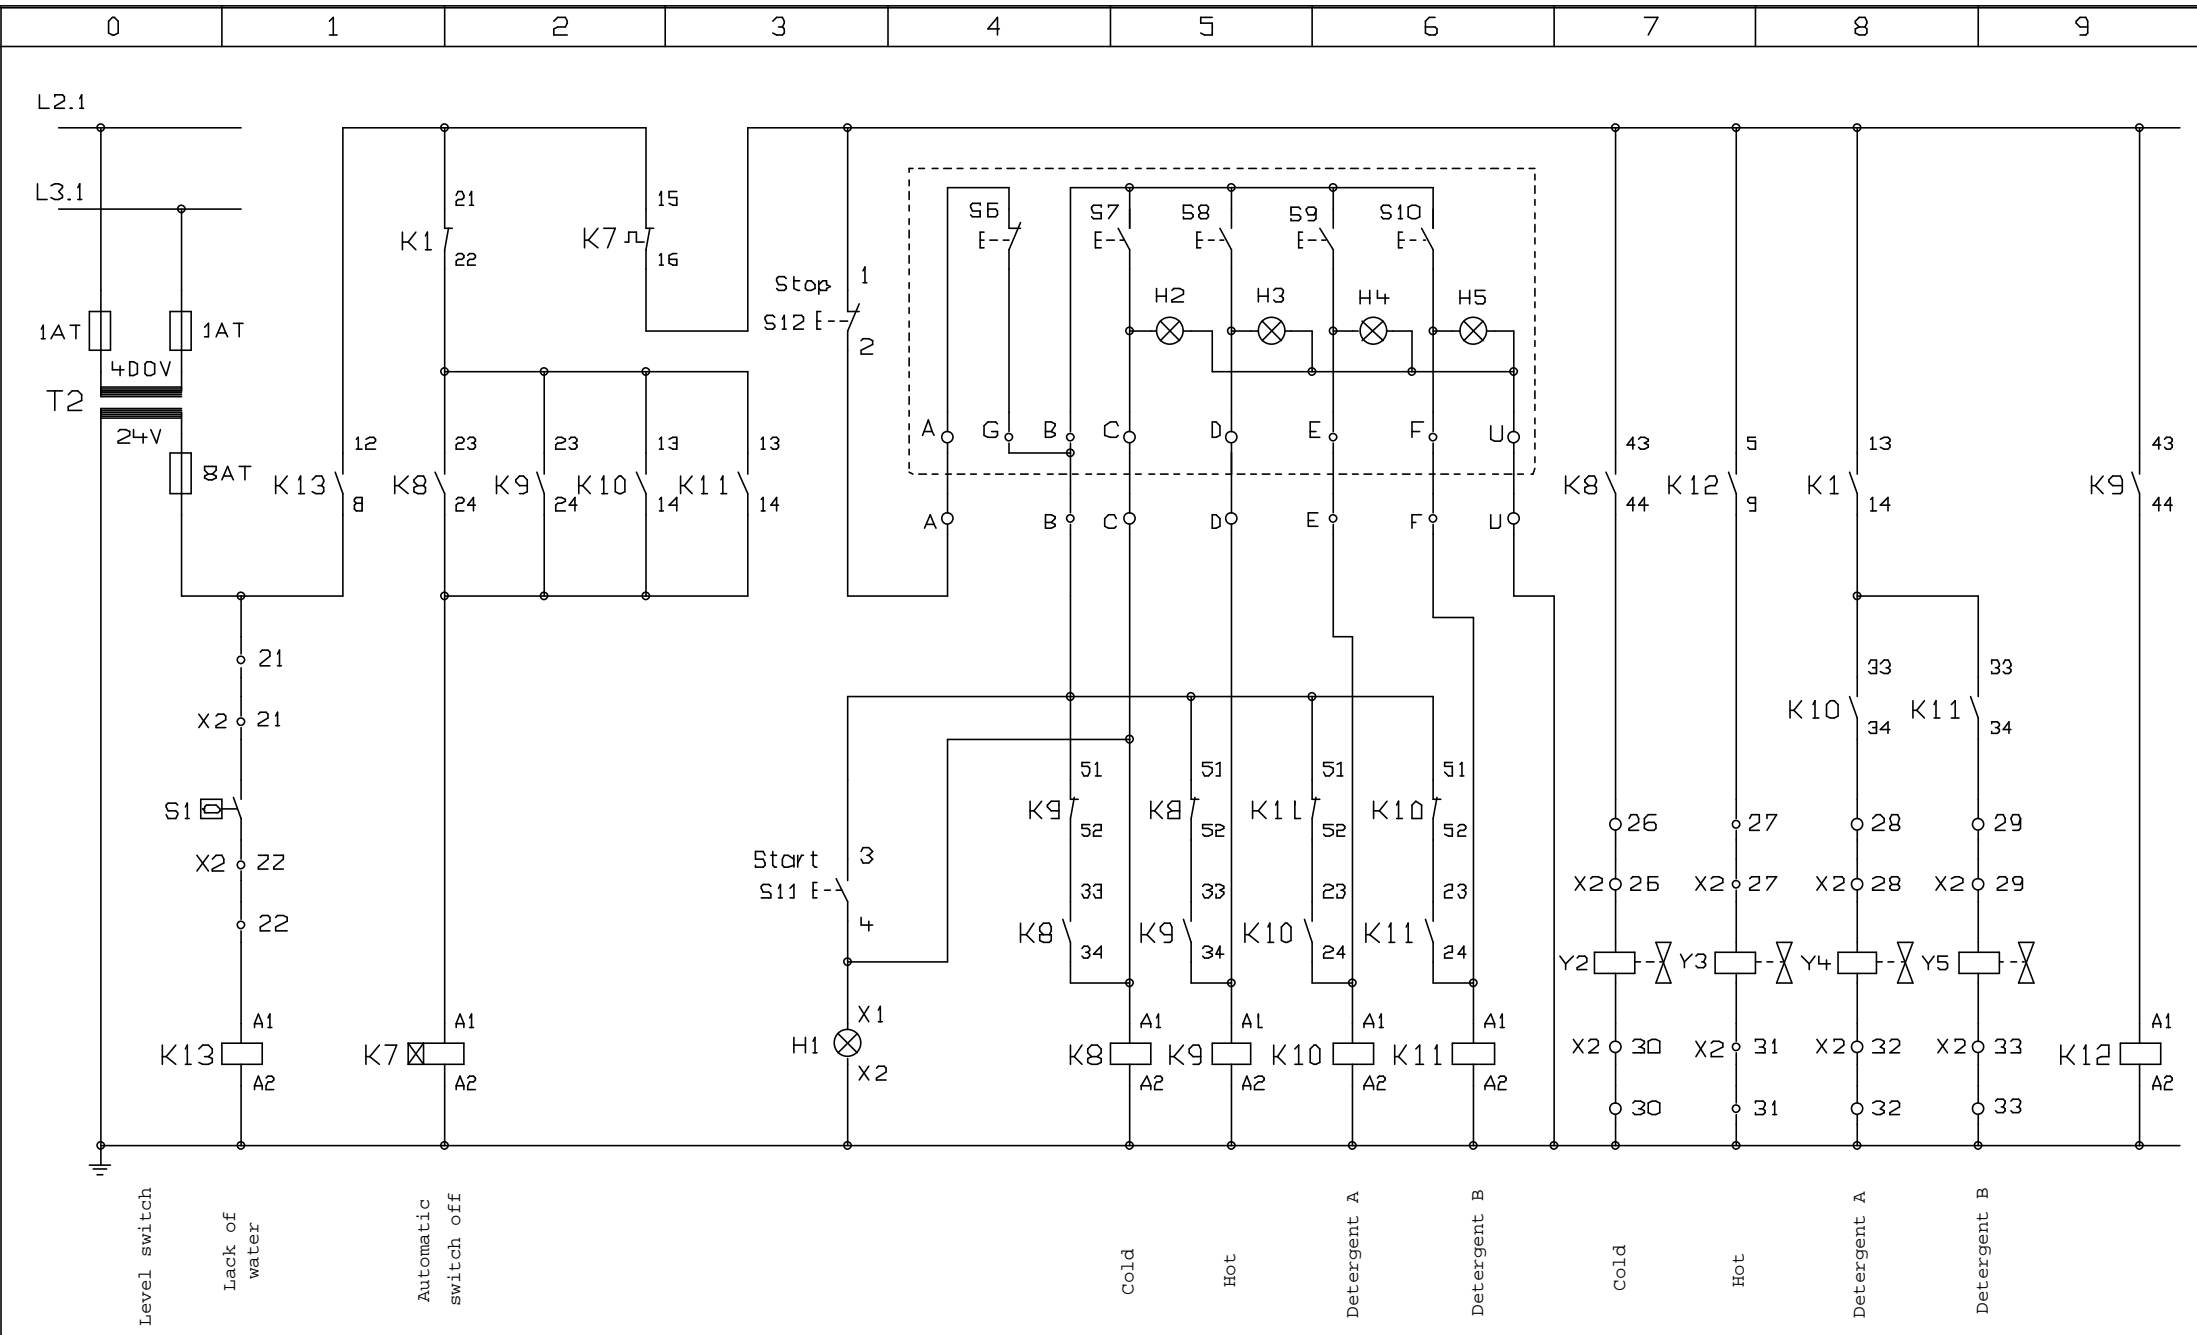 0 1 2 3 4 5 6 7 8 9
L2.1
L3.1
21 15
K1 K7
22 16
S6 S7 S8 S9 S10
Stop 1
S12
2
H2 H3 H4 H5
1AT 1AT
400V
T2
24V
8AT
A G B C D E F U
12 23 23 13 13
K13 K8 K9 K10 K11
8 24 24 14 14
43 5 13 43
K8 K12 K1 K9
44 9 14 44
A B C D E F U
21
X2 21
S1
X2 22
22
33 33
K10 K11
34 34
51 51 51 51
K9 K8 K11 K10
52 52 52 52
Start 3
S11
4
33 33 23 23
K8 K9 K10 K11
34 34 24 24
26 27 28 29
X2 26 X2 27 X2 28 X2 29
Y2 Y3 Y4 Y5
X1
H1
X2
A1 A1 A1 A1 A1 A1 A1
K13 K7 K8 K9 K10 K11 K12
A2 A2 A2 A2 A2 A2 A2
X2 30 X2 31 X2 32 X2 33
30 31 32 33
Level switch
Lack of
water
Automatic
switch off
Cold
Hot
Detergent A
Detergent B
Cold
Hot
Detergent A
Detergent B